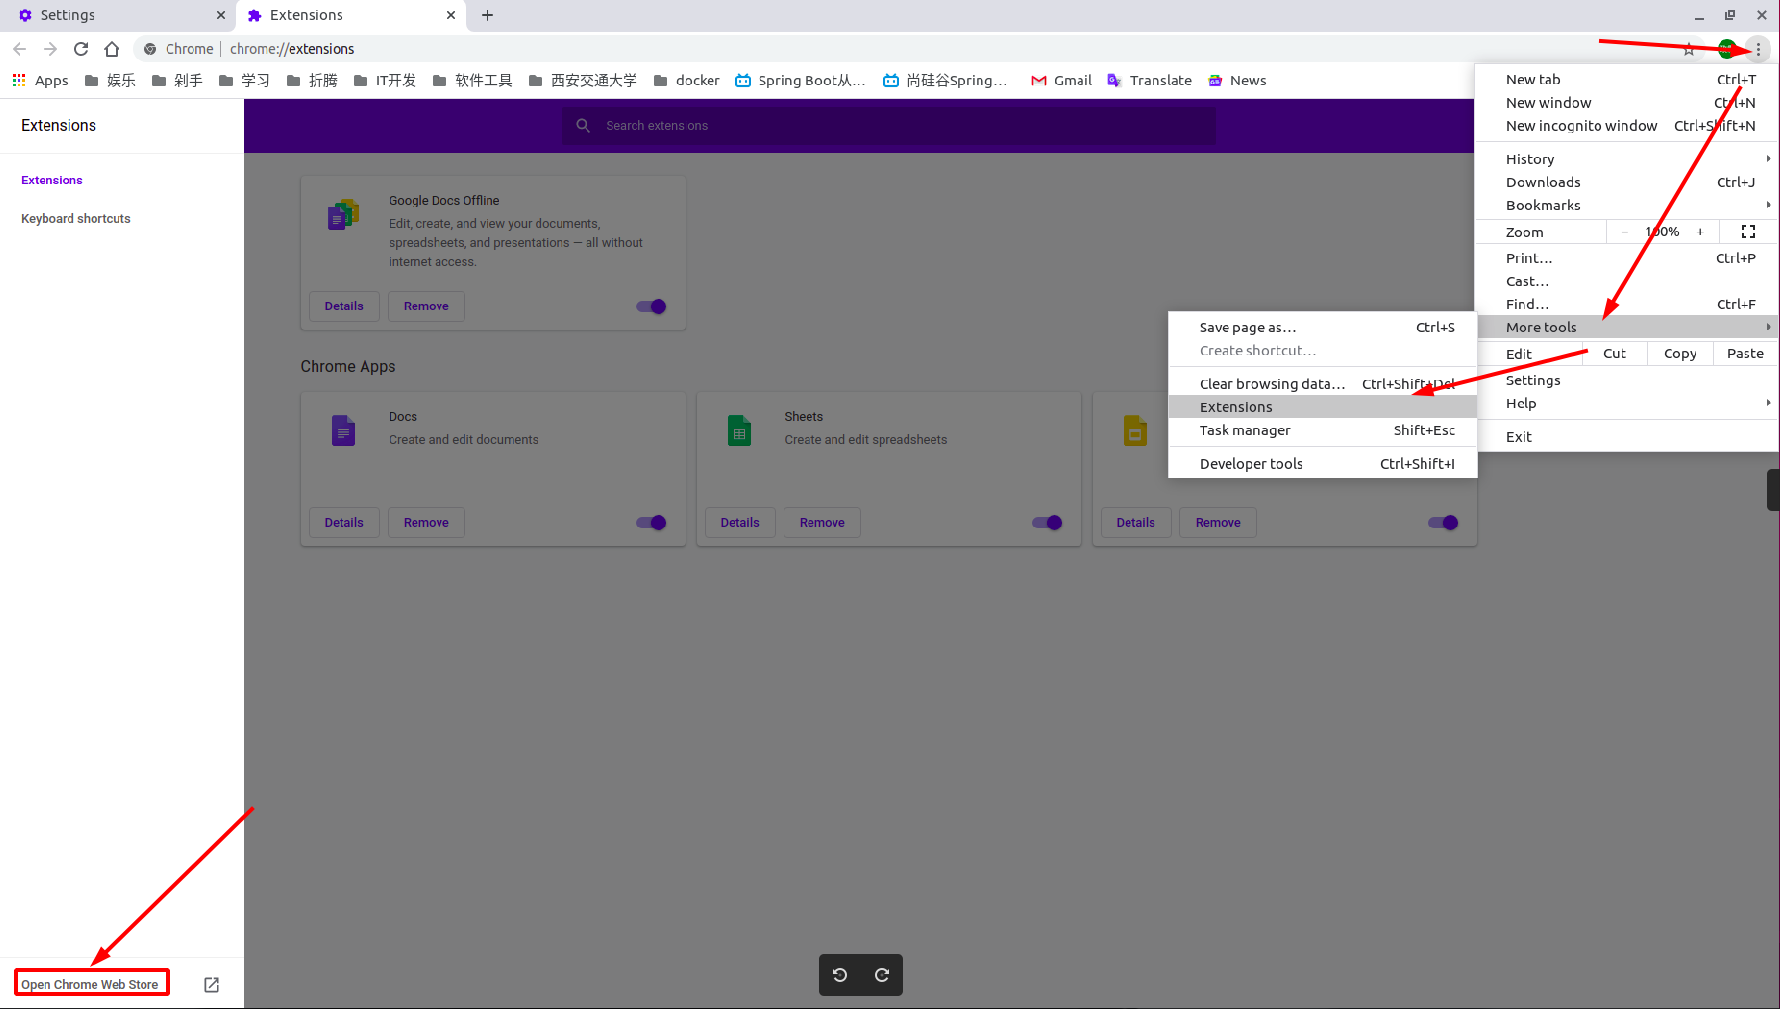 Settings
Extensions
Chrome | chrome://extensions
Apps 娱乐 剁手 学习 折腾 IT开发 软件工具 西安交通大学 docker Spring Boot从... 尚硅谷Spring... Gmail Translate News
Extensions
Extensions
Keyboard shortcuts
Open Chrome Web Store
Search extensions
Google Docs Offline
Edit, create, and view your documents,
spreadsheets, and presentations — all without
internet access.
Details Remove
Chrome Apps
Docs
Create and edit documents
Details Remove
Sheets
Create and edit spreadsheets
Details Remove
Details Remove
New tab Ctrl+T
New window Ctrl+N
New incognito window Ctrl+Shift+N
History
Downloads Ctrl+J
Bookmarks
Zoom − 100% +
Print... Ctrl+P
Cast...
Find... Ctrl+F
More tools
Edit Cut Copy Paste
Settings
Help
Exit
Save page as... Ctrl+S
Create shortcut...
Clear browsing data... Ctrl+Shift+Del
Extensions
Task manager Shift+Esc
Developer tools Ctrl+Shift+I